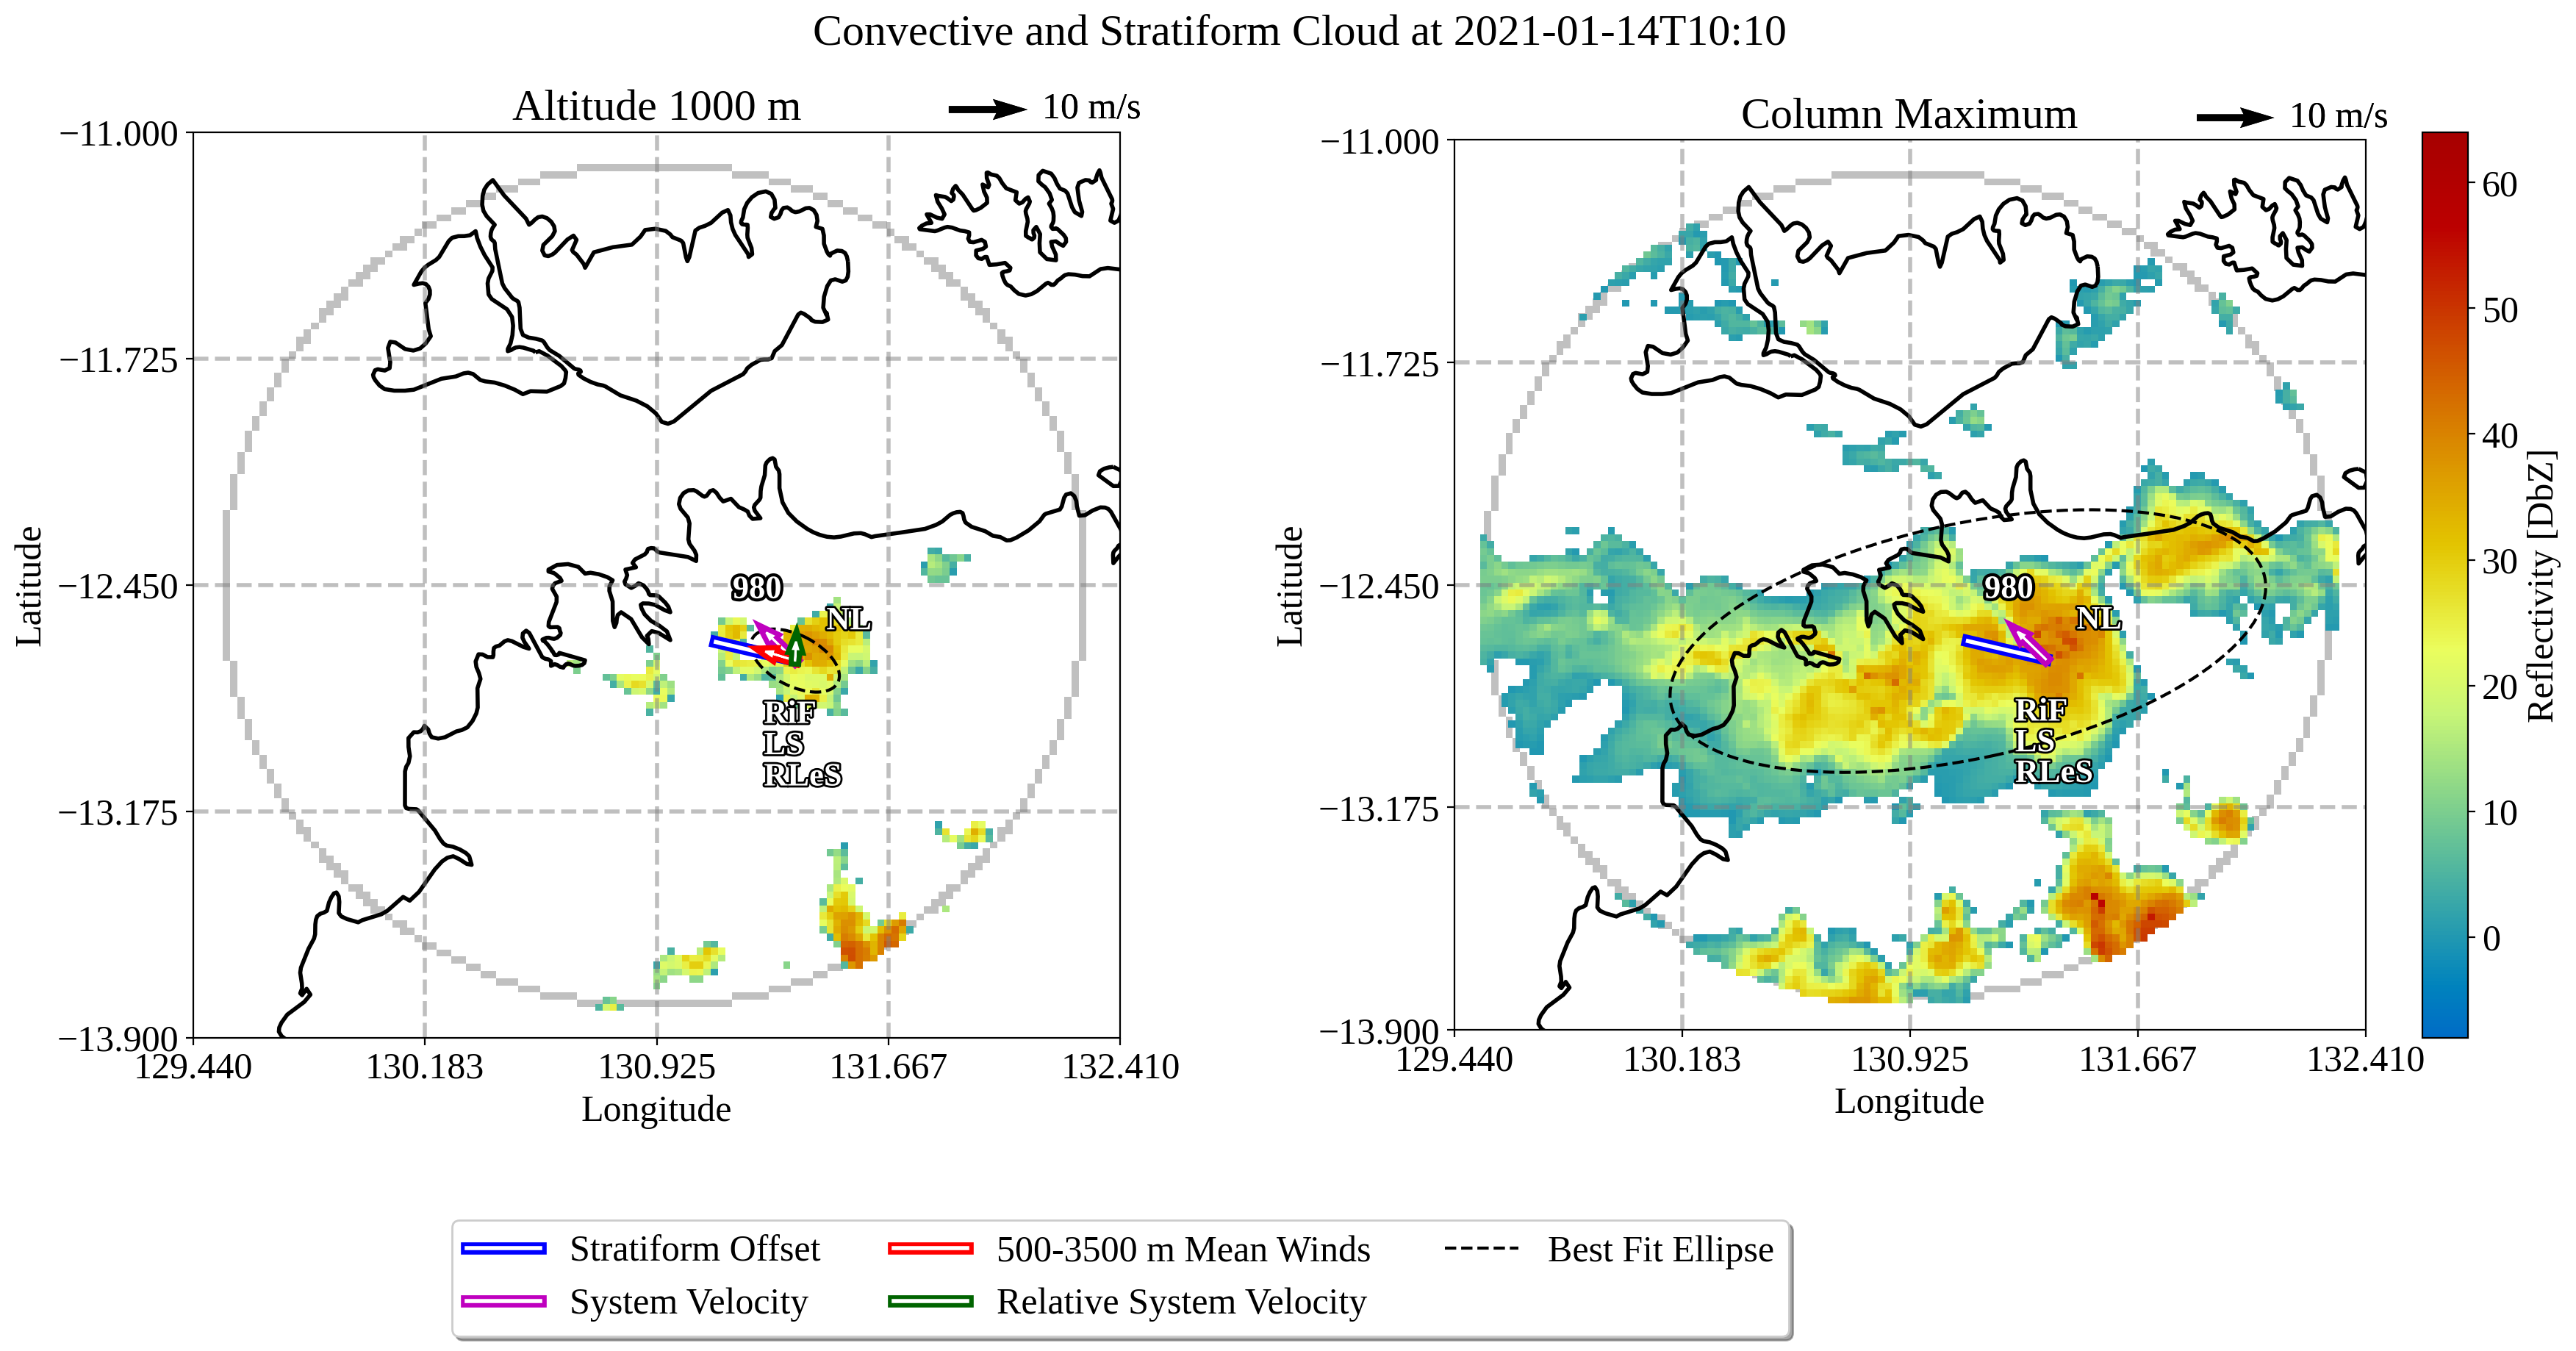 Convective and Stratiform Cloud at 2021-01-14T10:10
Altitude 1000 m
10 m/s
−11.000
−11.725
−12.450
−13.175
−13.900
129.440
130.183
130.925
131.667
132.410
Latitude
Longitude
980
NL
RiF
LS
RLeS
Column Maximum
10 m/s
−11.000
−11.725
−12.450
−13.175
−13.900
129.440
130.183
130.925
131.667
132.410
Latitude
Longitude
980
NL
RiF
LS
RLeS
60
50
40
30
20
10
0
Reflectivity [DbZ]
Stratiform Offset
500-3500 m Mean Winds
Best Fit Ellipse
System Velocity
Relative System Velocity